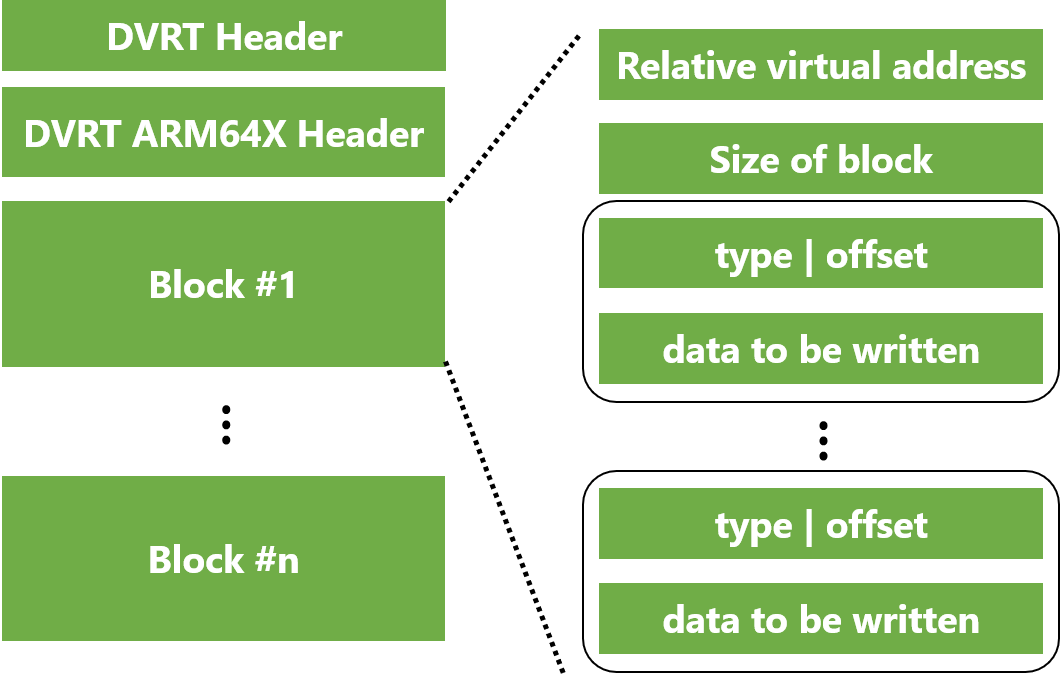 DVRT Header
DVRT ARM64X Header
Block #1
Block #n
Relative virtual address
Size of block
type | offset
data to be written
type | offset
data to be written